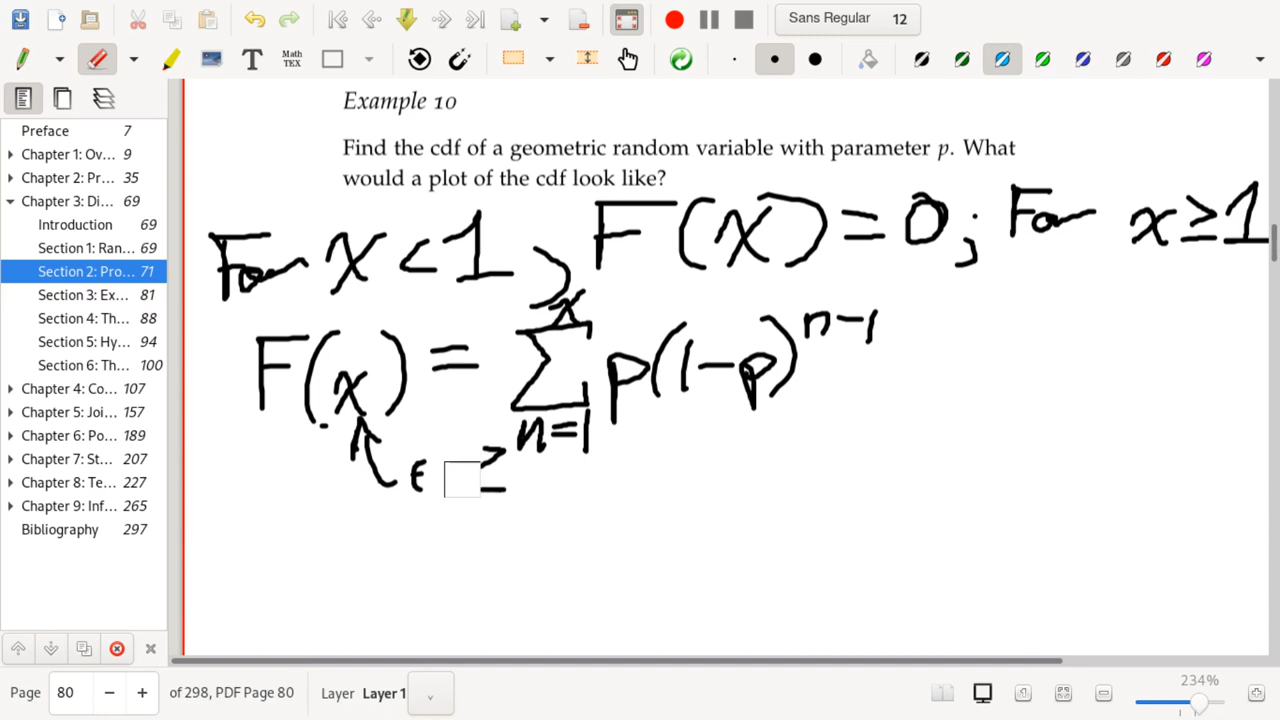 Sans Regular 12
Math
TEX
Preface 7
Chapter 1: Ov... 9
Chapter 2: Pr... 35
Chapter 3: Di... 69
Introduction 69
Section 1: Ran... 69
Section 2: Pro... 71
Section 3: Ex... 81
Section 4: Th... 88
Section 5: Hy... 94
Section 6: Th... 100
Chapter 4: Co... 107
Chapter 5: Joi... 157
Chapter 6: Po... 189
Chapter 7: St... 207
Chapter 8: Te... 227
Chapter 9: Inf... 265
Bibliography 297
Example 10
Find the cdf of a geometric random variable with parameter p. What
would a plot of the cdf look like?
For x < 1, F(x) = 0; For x ≥ 1
F(x) = ∑_{n=1}^{x} p(1-p)^{n-1}
Page 80 of 298, PDF Page 80 Layer Layer 1
234%